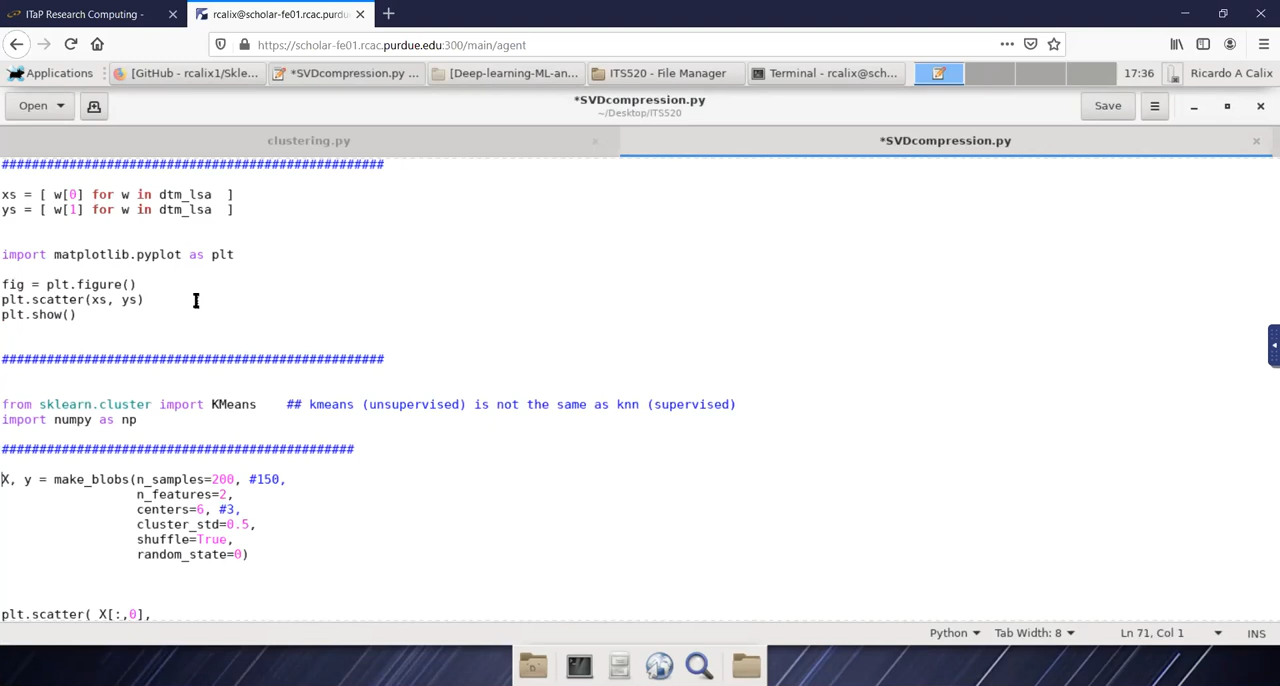 ITaP Research Computing -
rcalix@scholar-fe01.rcac.purdu
https://scholar-fe01.rcac.purdue.edu:300/main/agent
Applications
[GitHub - rcalix1/Skle...
*SVDcompression.py ...
[Deep-learning-ML-an...
ITS520 - File Manager
Terminal - rcalix@sch...
17:36
Ricardo A Calix
Open
*SVDcompression.py
~/Desktop/ITS520
Save
clustering.py
*SVDcompression.py
###################################################
xs = [ w[0] for w in dtm_lsa  ]
ys = [ w[1] for w in dtm_lsa  ]
import matplotlib.pyplot as plt
fig = plt.figure()
plt.scatter(xs, ys)
plt.show()
###################################################
from sklearn.cluster import KMeans    ## kmeans (unsupervised) is not the same as knn (supervised)
import numpy as np
###############################################
X, y = make_blobs(n_samples=200, #150,
                  n_features=2,
                  centers=6, #3,
                  cluster_std=0.5,
                  shuffle=True,
                  random_state=0)
plt.scatter( X[:,0],
Python
Tab Width: 8
Ln 71, Col 1
INS